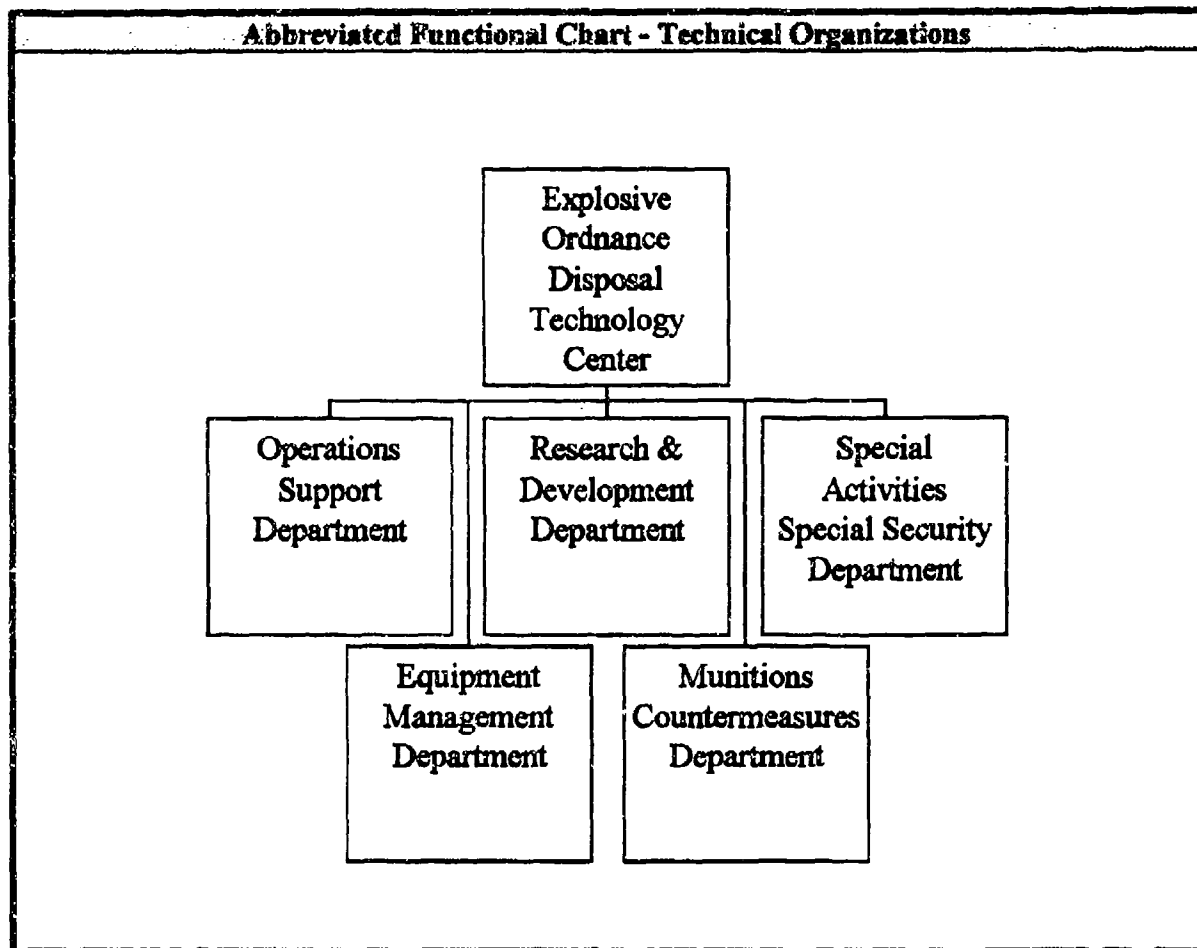 Abbreviated Functional Chart - Technical Organizations
Explosive
Ordnance
Disposal
Technology
Center
Operations
Support
Department
Research &
Development
Department
Special
Activities
Special Security
Department
Equipment
Management
Department
Munitions
Countermeasures
Department